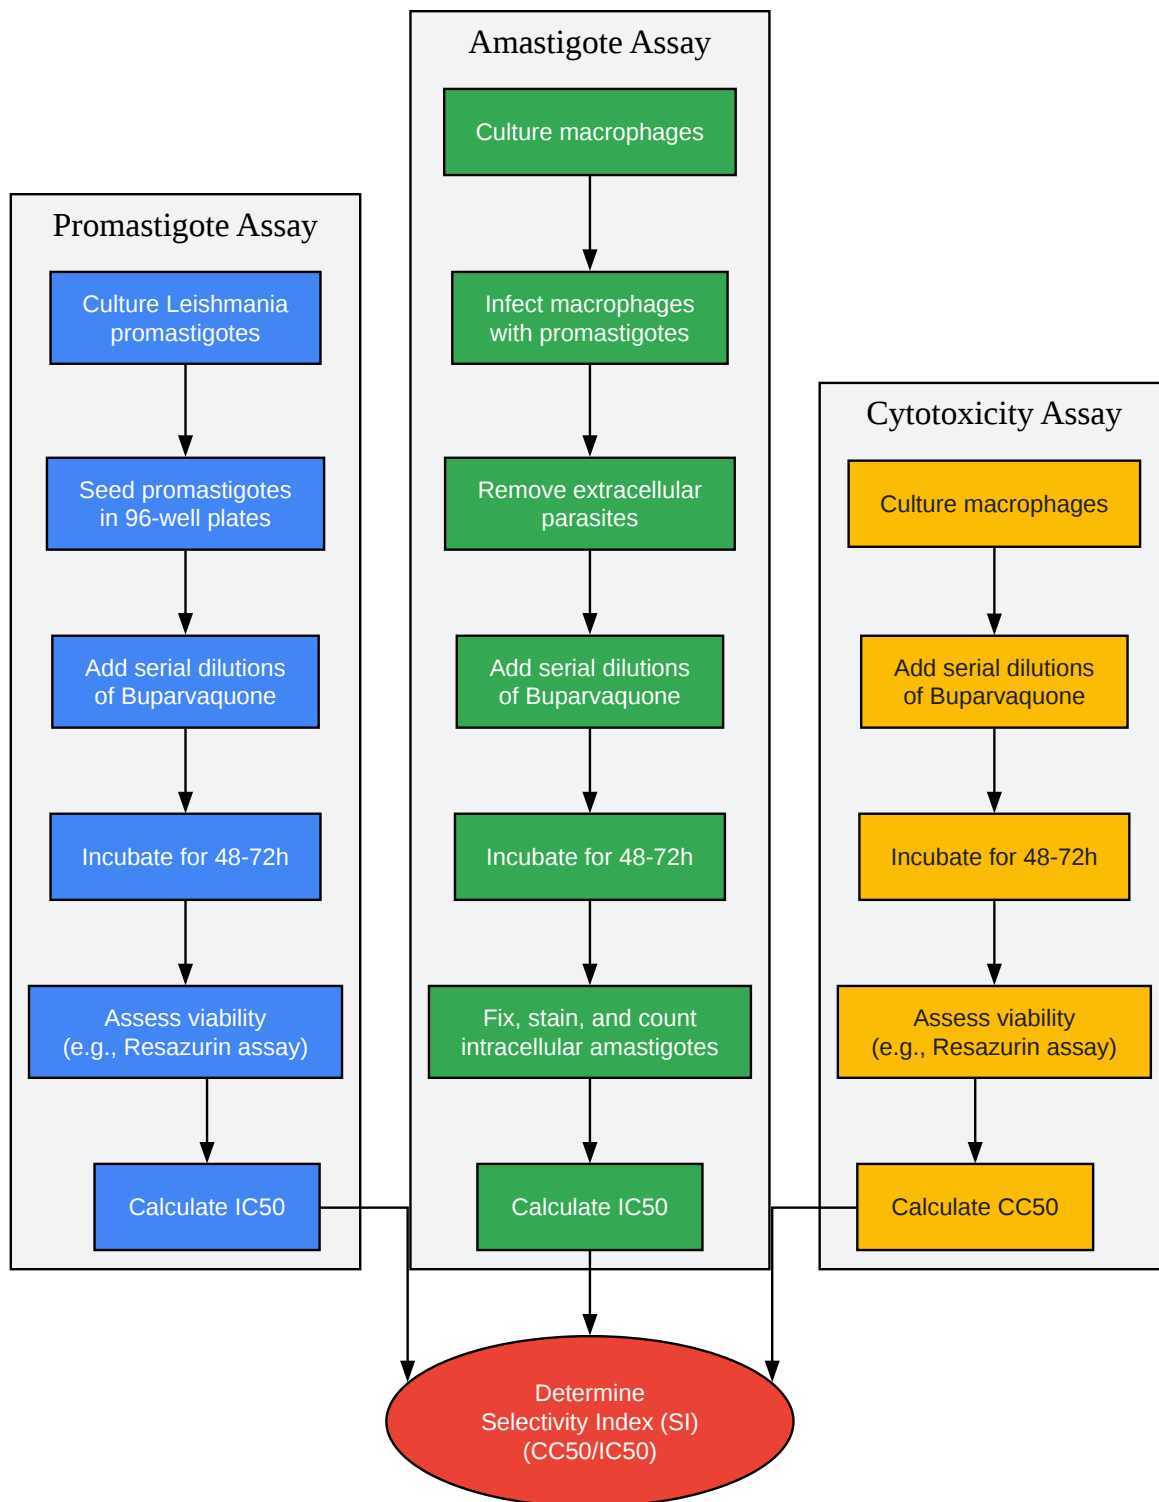 Promastigote Assay
Culture Leishmania
promastigotes
Seed promastigotes
in 96-well plates
Add serial dilutions
of Buparvaquone
Incubate for 48-72h
Assess viability
(e.g., Resazurin assay)
Calculate IC50
Amastigote Assay
Culture macrophages
Infect macrophages
with promastigotes
Remove extracellular
parasites
Add serial dilutions
of Buparvaquone
Incubate for 48-72h
Fix, stain, and count
intracellular amastigotes
Calculate IC50
Cytotoxicity Assay
Culture macrophages
Add serial dilutions
of Buparvaquone
Incubate for 48-72h
Assess viability
(e.g., Resazurin assay)
Calculate CC50
Determine
Selectivity Index (SI)
(CC50/IC50)